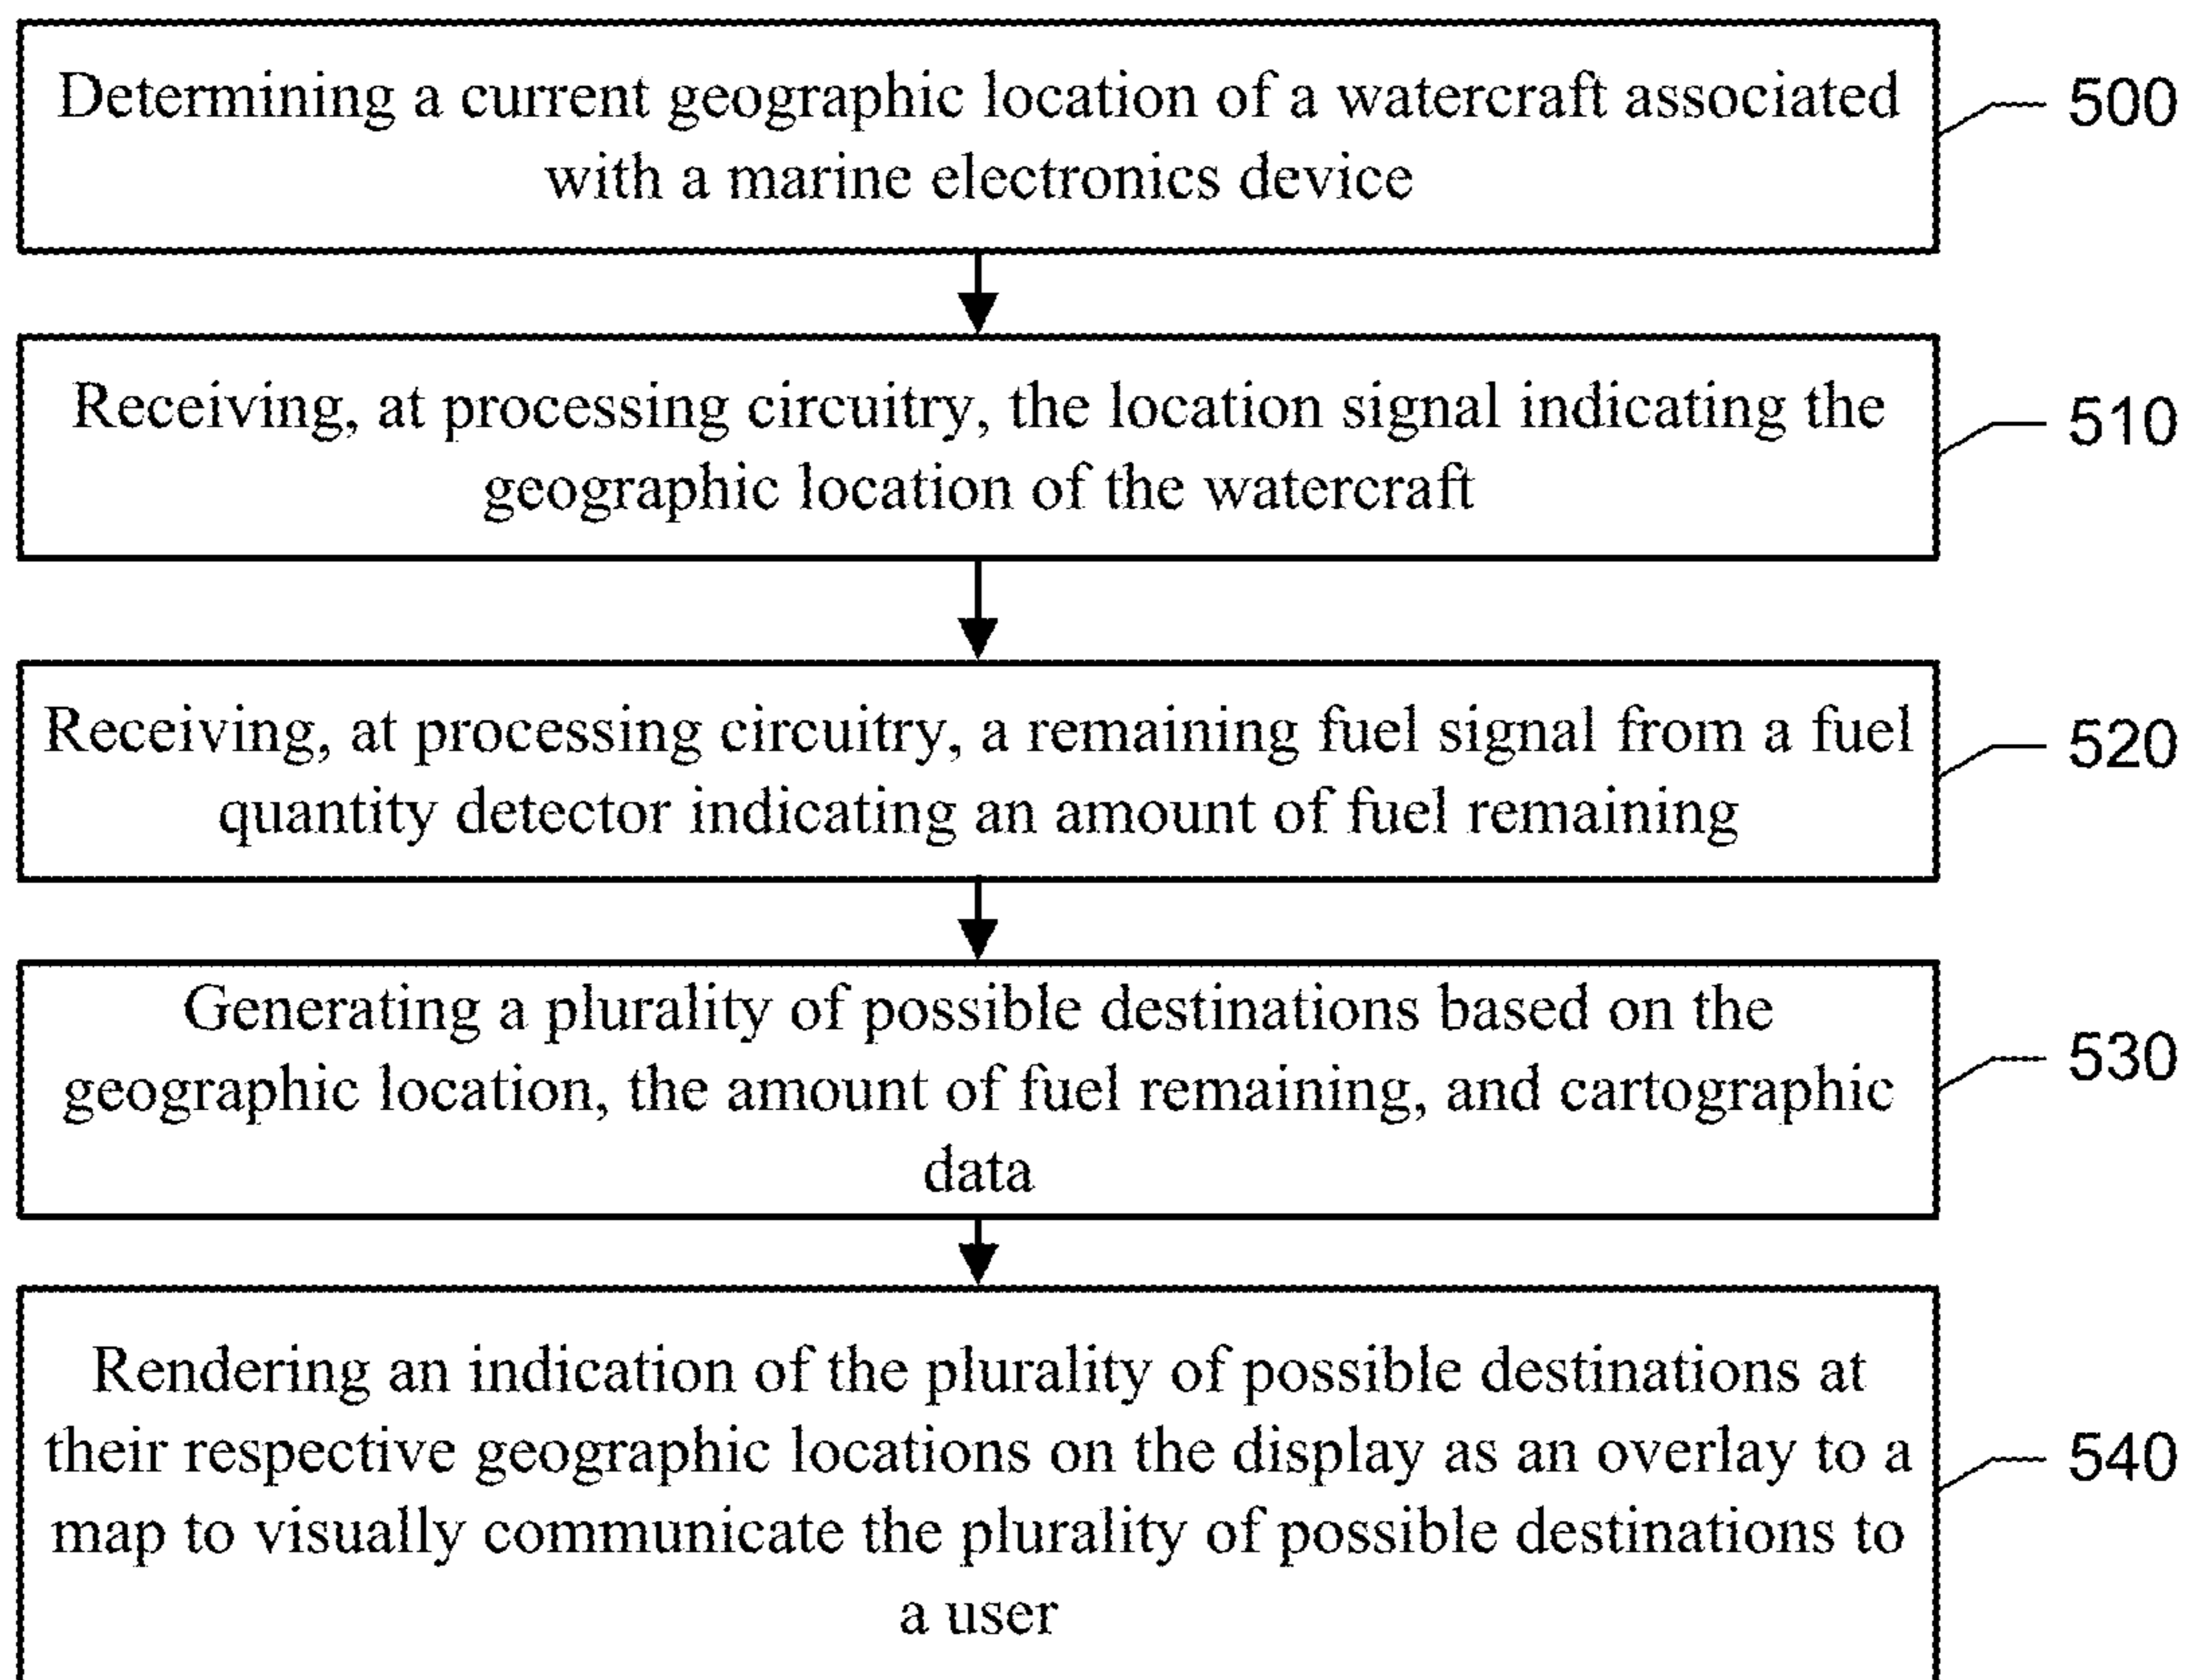 Determining a current geographic location of a watercraft associated
with a marine electronics device
500
Receiving, at processing circuitry, the location signal indicating the
geographic location of the watercraft
510
Receiving, at processing circuitry, a remaining fuel signal from a fuel
quantity detector indicating an amount of fuel remaining
520
Generating a plurality of possible destinations based on the
geographic location, the amount of fuel remaining, and cartographic
data
530
Rendering an indication of the plurality of possible destinations at
their respective geographic locations on the display as an overlay to a
map to visually communicate the plurality of possible destinations to
a user
540